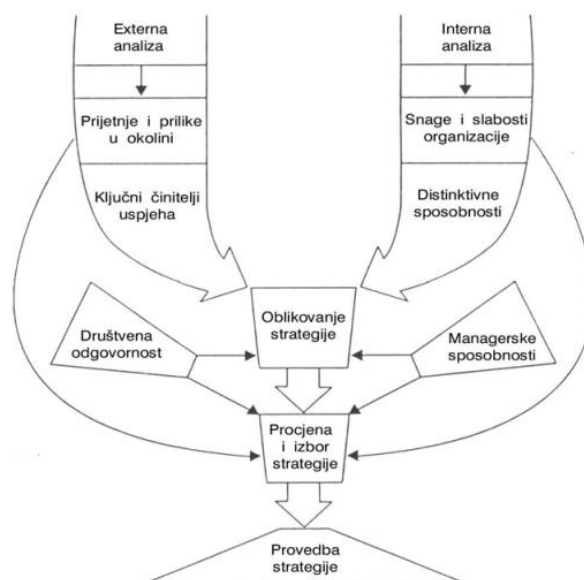 Externa
analiza
Interna
analiza
Prijetnje i prilike
u okolini
Snage i slabosti
organizacije
Ključni činitelji
uspjeha
Distinktivne
sposobnosti
Oblikovanje
strategije
Društvena
odgovornost
Managerske
sposobnosti
Procjena
i izbor
strategije
Provedba
strategije